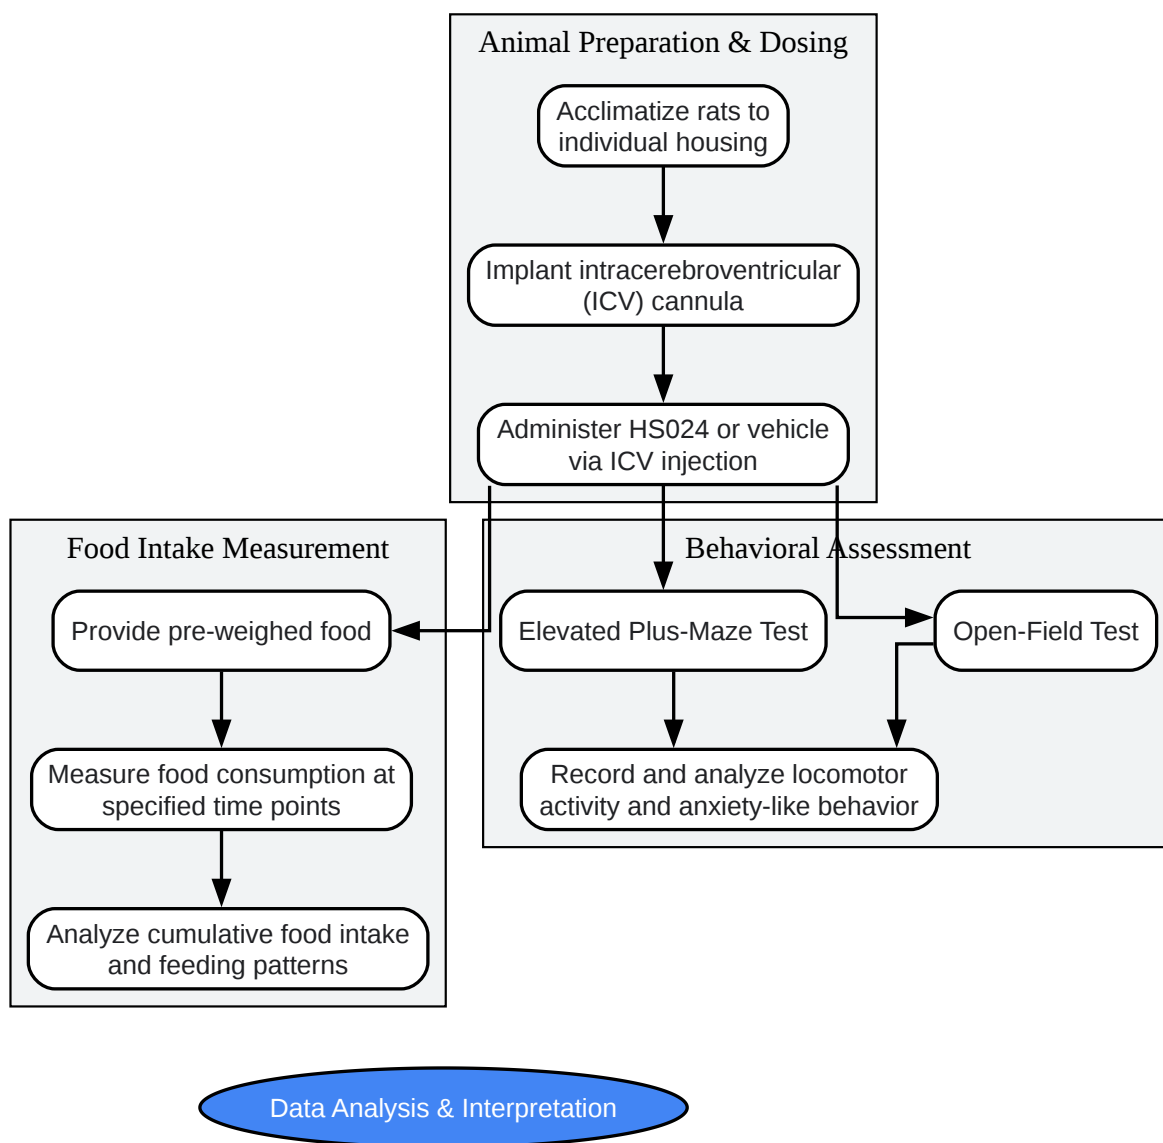 Animal Preparation & Dosing
Acclimatize rats to
individual housing
Implant intracerebroventricular
(ICV) cannula
Administer HS024 or vehicle
via ICV injection
Food Intake Measurement
Provide pre-weighed food
Measure food consumption at
specified time points
Analyze cumulative food intake
and feeding patterns
Behavioral Assessment
Elevated Plus-Maze Test
Open-Field Test
Record and analyze locomotor
activity and anxiety-like behavior
Data Analysis & Interpretation